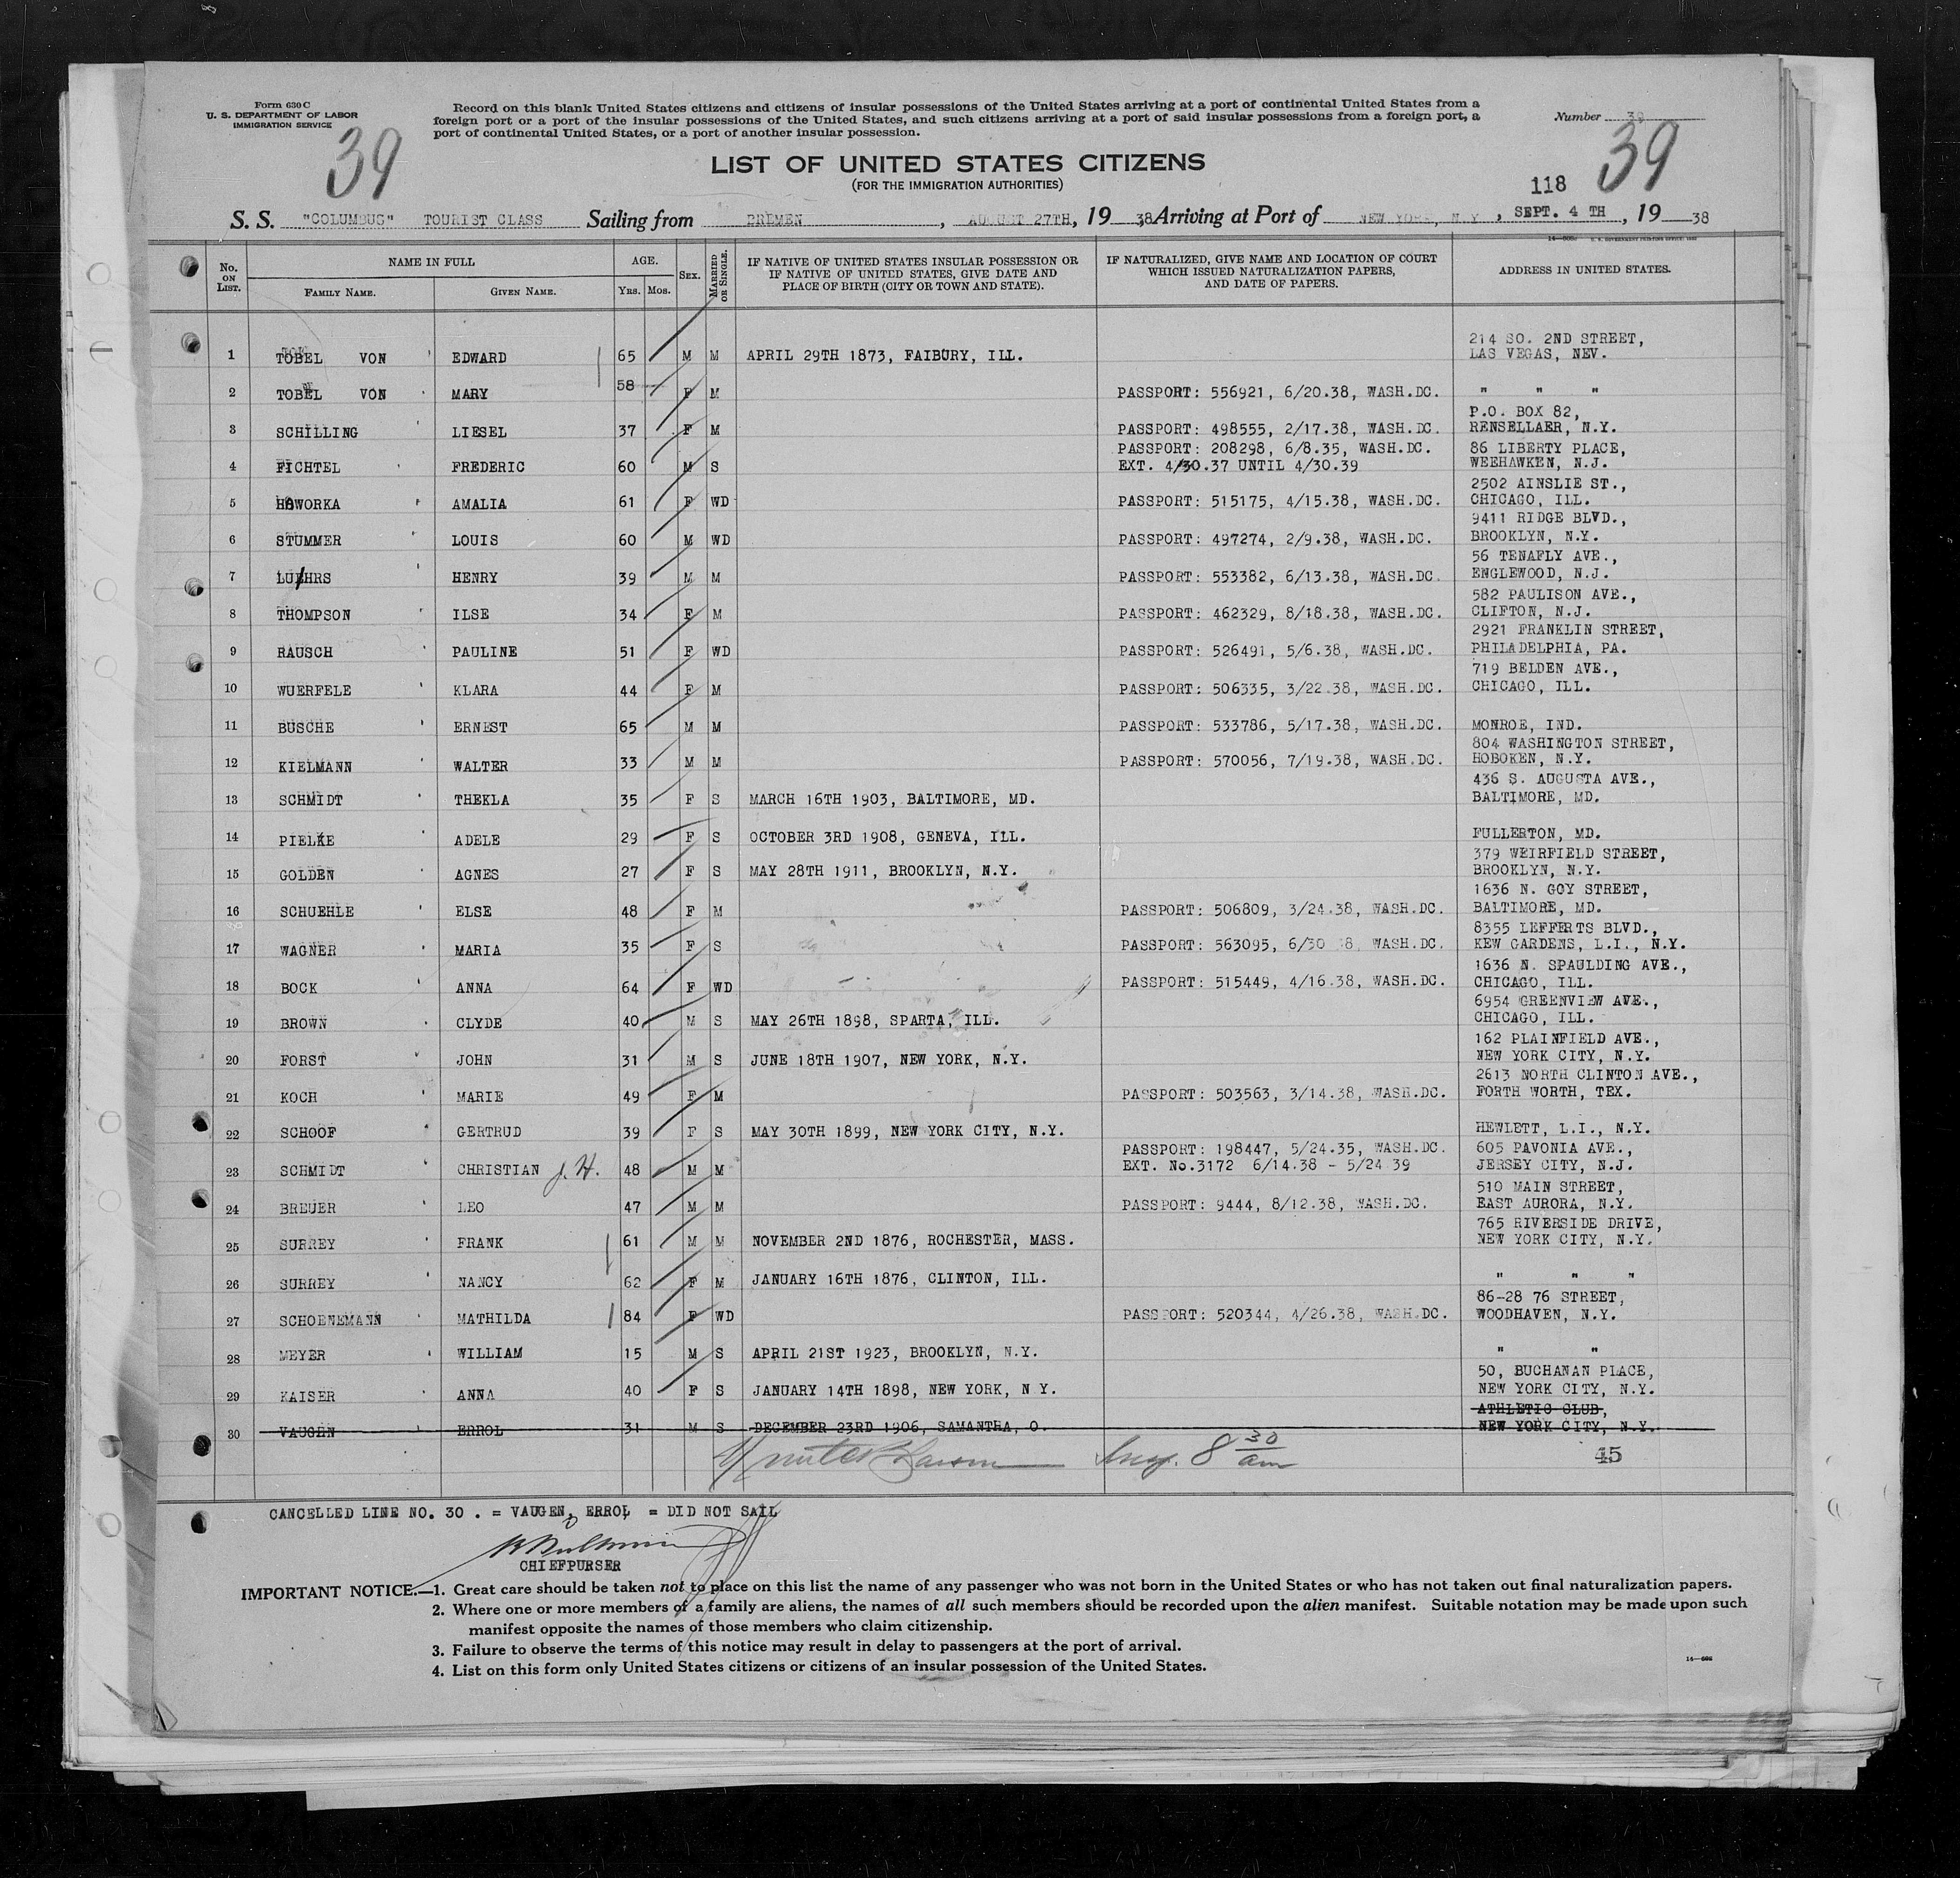 Form 630 C
U. S. DEPARTMENT OF LABOR
IMMIGRATION SERVICE
39
Record on this blank United States citizens and citizens of insular possessions of the United States arriving at a port of continental United States from a
foreign port or a port of the insular possessions of the United States, and such citizens arriving at a port of said insular possessions from a foreign port, a
port of continental United States, or a port of another insular possession.
Number 39
39
LIST OF UNITED STATES CITIZENS
(FOR THE IMMIGRATION AUTHORITIES)
118
S. S. "COLUMBUS" TOURIST CLASS Sailing from BREMEN, AUGUST 27TH, 19 38, Arriving at Port of NEW YORK, N.Y., SEPT. 4 TH, 19 38
No. ON LIST. NAME IN FULL FAMILY NAME. GIVEN NAME. AGE. YRS. MOS. SEX. MARRIED OR SINGLE. IF NATIVE OF UNITED STATES INSULAR POSSESSION OR IF NATIVE OF UNITED STATES, GIVE DATE AND PLACE OF BIRTH (CITY OR TOWN AND STATE). IF NATURALIZED, GIVE NAME AND LOCATION OF COURT WHICH ISSUED NATURALIZATION PAPERS, AND DATE OF PAPERS. ADDRESS IN UNITED STATES.
214 SO. 2ND STREET,
1 TOBEL VON EDWARD 65 M M APRIL 29TH 1873, FAIBURY, ILL. LAS VEGAS, NEV.
2 TOBEL VON MARY 58 F M PASSPORT: 556921, 6/20.38, WASH.DC. " " "
P.O. BOX 82,
3 SCHILLING LIESEL 37 F M PASSPORT: 498555, 2/17.38, WASH.DC. RENSELLAER, N.Y.
PASSPORT: 208298, 6/8.35, WASH.DC. 86 LIBERTY PLACE,
4 FICHTEL FREDERIC 60 M S EXT. 4/30.37 UNTIL 4/30.39 WEEHAWKEN, N.J.
2502 AINSLIE ST.,
5 HAWORKA AMALIA 61 F WD PASSPORT: 515175, 4/15.38, WASH.DC. CHICAGO, ILL.
9411 RIDGE BLVD.,
6 STUMMER LOUIS 60 M WD PASSPORT: 497274, 2/9.38, WASH.DC. BROOKLYN, N.Y.
56 TENAFLY AVE.,
7 LUEHRS HENRY 39 M M PASSPORT: 553382, 6/13.38, WASH.DC. ENGLEWOOD, N.J.
582 PAULISON AVE.,
8 THOMPSON ILSE 34 F M PASSPORT: 462329, 8/18.38, WASH.DC. CLIFTON, N.J.
2921 FRANKLIN STREET,
9 RAUSCH PAULINE 51 F WD PASSPORT: 526491, 5/6.38, WASH.DC. PHILADELPHIA, PA.
719 BELDEN AVE.,
10 WUERFELE KLARA 44 F M PASSPORT: 506335, 3/22.38, WASH.DC. CHICAGO, ILL.
11 BUSCHE ERNEST 65 M M PASSPORT: 533786, 5/17.38, WASH.DC. MONROE, IND.
804 WASHINGTON STREET,
12 KIELMANN WALTER 33 M M PASSPORT: 570056, 7/19.38, WASH.DC. HOBOKEN, N.Y.
436 S. AUGUSTA AVE.,
13 SCHMIDT THEKLA 35 F S MARCH 16TH 1903, BALTIMORE, MD. BALTIMORE, MD.
14 PIELKE ADELE 29 F S OCTOBER 3RD 1908, GENEVA, ILL. FULLERTON, MD.
379 WEIRFIELD STREET,
15 GOLDEN AGNES 27 F S MAY 28TH 1911, BROOKLYN, N.Y. BROOKLYN, N.Y.
1636 N. GOY STREET,
16 SCHUEHLE ELSE 48 F M PASSPORT: 506809, 3/24.38, WASH.DC. BALTIMORE, MD.
8355 LEFFERTS BLVD.,
17 WAGNER MARIA 35 F S PASSPORT: 563095, 6/30 38, WASH.DC. KEW GARDENS, L.I., N.Y.
1636 N. SPAULDING AVE.,
18 BOCK ANNA 64 F WD PASSPORT: 515449, 4/16.38, WASH.DC. CHICAGO, ILL.
6954 GREENVIEW AVE.,
19 BROWN CLYDE 40 M S MAY 26TH 1898, SPARTA, ILL. CHICAGO, ILL.
162 PLAINFIELD AVE.,
20 FORST JOHN 31 M S JUNE 18TH 1907, NEW YORK, N.Y. NEW YORK CITY, N.Y.
2613 NORTH CLINTON AVE.,
21 KOCH MARIE 49 F M PASSPORT: 503563, 3/14.38, WASH.DC. FORTH WORTH, TEX.
22 SCHOOF GERTRUD 39 F S MAY 30TH 1899, NEW YORK CITY, N.Y. HEWLETT, L.I., N.Y.
PASSPORT: 198447, 5/24.35, WASH.DC. 605 PAVONIA AVE.,
23 SCHMIDT CHRISTIAN J. H. 48 M M EXT. No.3172 6/14.38 - 5/24 39 JERSEY CITY, N.J.
510 MAIN STREET,
24 BREUER LEO 47 M M PASSPORT: 9444, 8/12.38, WASH.DC. EAST AURORA, N.Y.
765 RIVERSIDE DRIVE,
25 SURREY FRANK 61 M M NOVEMBER 2ND 1876, ROCHESTER, MASS. NEW YORK CITY, N.Y.
26 SURREY NANCY 62 F M JANUARY 16TH 1876, CLINTON, ILL. " " "
86-28 76 STREET,
27 SCHOENEMANN MATHILDA 84 F WD PASSPORT: 520344, 4/26.38, WASH.DC. WOODHAVEN, N.Y.
28 MEYER WILLIAM 15 M S APRIL 21ST 1923, BROOKLYN, N.Y. " "
50, BUCHANAN PLACE,
29 KAISER ANNA 40 F S JANUARY 14TH 1898, NEW YORK, N Y. NEW YORK CITY, N.Y.
ATHLETIC CLUB,
30 VAUGEN ERROL 31 M S DECEMBER 23RD 1906, SAMANTHA, O. NEW YORK CITY, N.Y.
8 30 am
45
CANCELLED LINE NO. 30 . = VAUGEN, ERROL = DID NOT SAIL
CHIEFPURSER
IMPORTANT NOTICE.—1. Great care should be taken not to place on this list the name of any passenger who was not born in the United States or who has not taken out final naturalization papers.
2. Where one or more members of a family are aliens, the names of all such members should be recorded upon the alien manifest. Suitable notation may be made upon such
manifest opposite the names of those members who claim citizenship.
3. Failure to observe the terms of this notice may result in delay to passengers at the port of arrival.
4. List on this form only United States citizens or citizens of an insular possession of the United States.